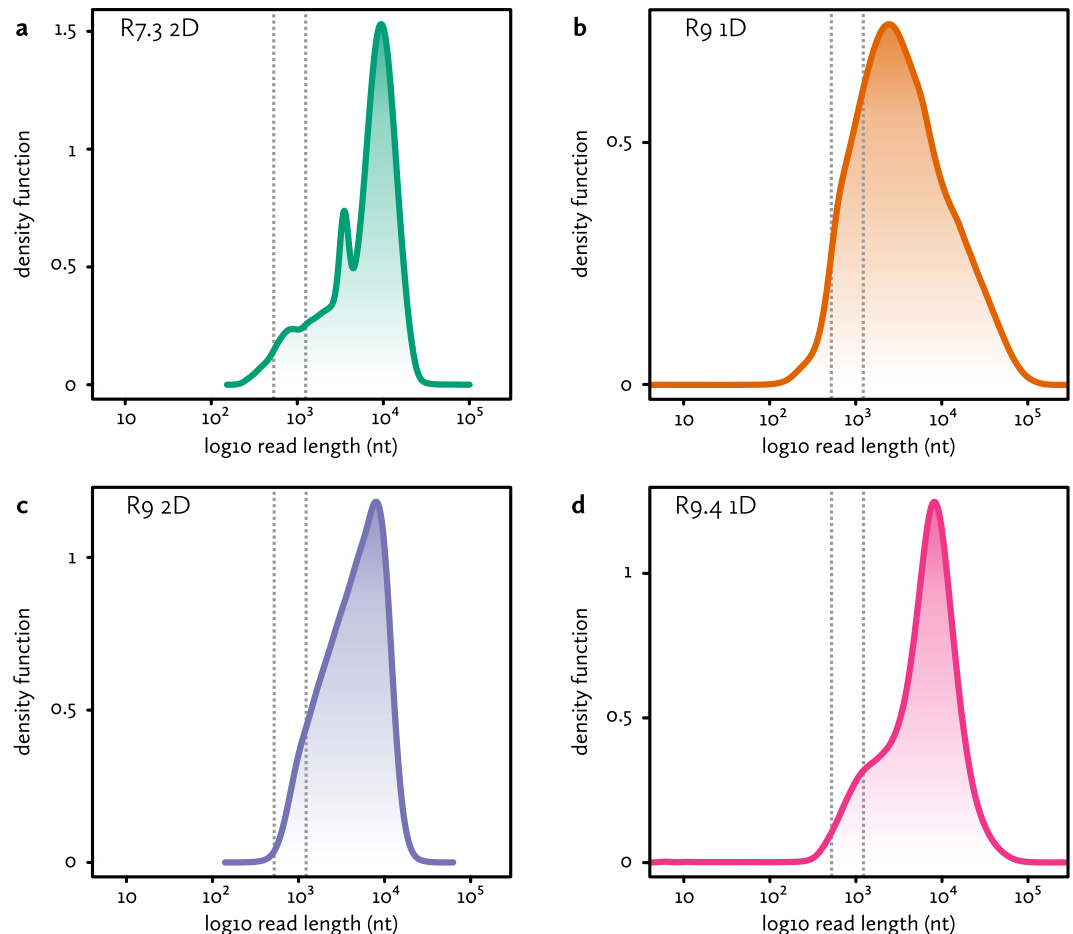 a
R7.3 2D
density function
1.5
1
0.5
0
10
10²
10³
10⁴
10⁵
log10 read length (nt)
b
R9 1D
density function
0.5
0
10
10²
10³
10⁴
10⁵
log10 read length (nt)
c
R9 2D
density function
1
0.5
0
10
10²
10³
10⁴
10⁵
log10 read length (nt)
d
R9.4 1D
density function
1
0.5
0
10
10²
10³
10⁴
10⁵
log10 read length (nt)